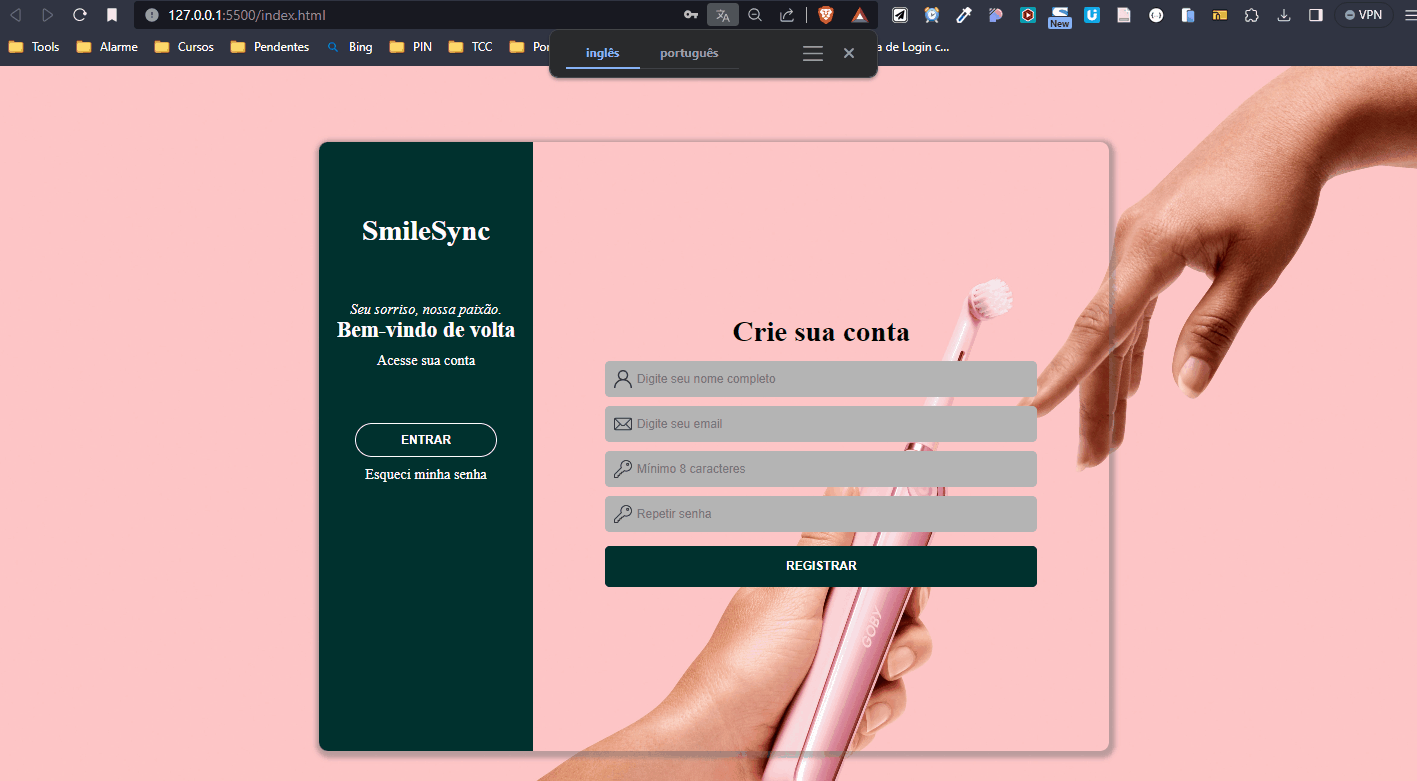 127.0.0.1:5500/index.html
New
VPN
Tools
Alarme
Cursos
Pendentes
Bing
PIN
TCC
Por
a de Login c...
inglês
português
SmileSync
Seu sorriso, nossa paixão.
Bem-vindo de volta
Acesse sua conta
ENTRAR
Esqueci minha senha
Crie sua conta
Digite seu nome completo
Digite seu email
Mínimo 8 caracteres
Repetir senha
REGISTRAR
GOBY